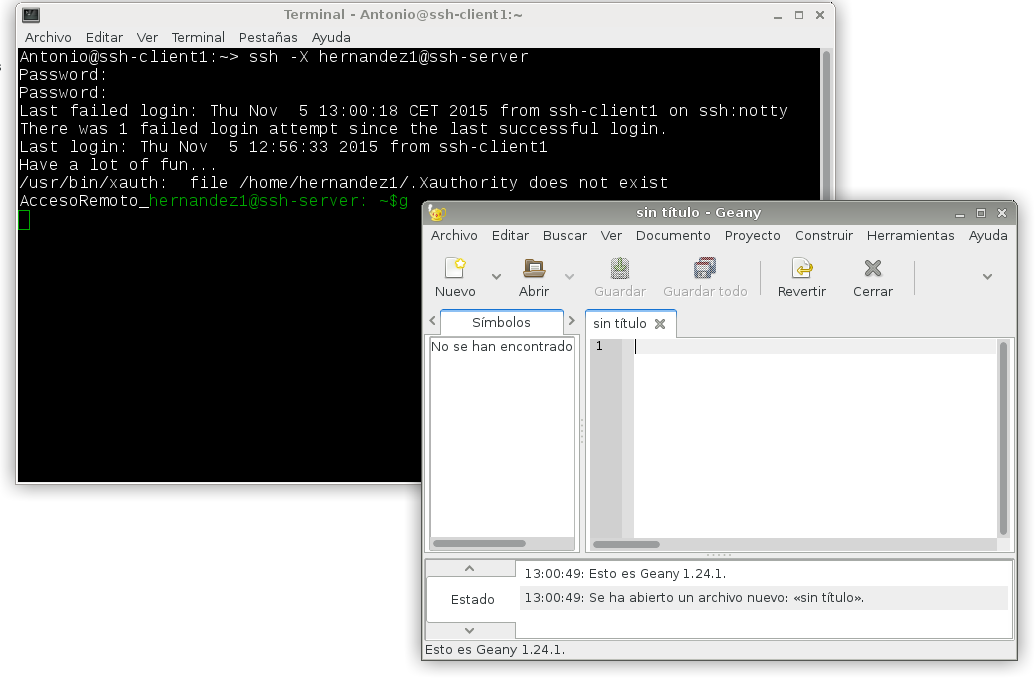 Terminal - Antonio@ssh-client1:~
Archivo Editar Ver Terminal Pestañas Ayuda
Antonio@ssh-client1:~> ssh -X hernandez1@ssh-server
Password:
Password:
Last failed login: Thu Nov  5 13:00:18 CET 2015 from ssh-client1 on ssh:notty
There was 1 failed login attempt since the last successful login.
Last login: Thu Nov  5 12:56:33 2015 from ssh-client1
Have a lot of fun...
/usr/bin/xauth:  file /home/hernandez1/.Xauthority does not exist
AccesoRemoto_hernandez1@ssh-server: ~$g
sin título - Geany
Archivo Editar Buscar Ver Documento Proyecto Construir Herramientas Ayuda
Nuevo Abrir Guardar Guardar todo Revertir Cerrar
Símbolos
sin título
No se han encontrado
1
13:00:49: Esto es Geany 1.24.1.
Estado
13:00:49: Se ha abierto un archivo nuevo: «sin título».
Esto es Geany 1.24.1.